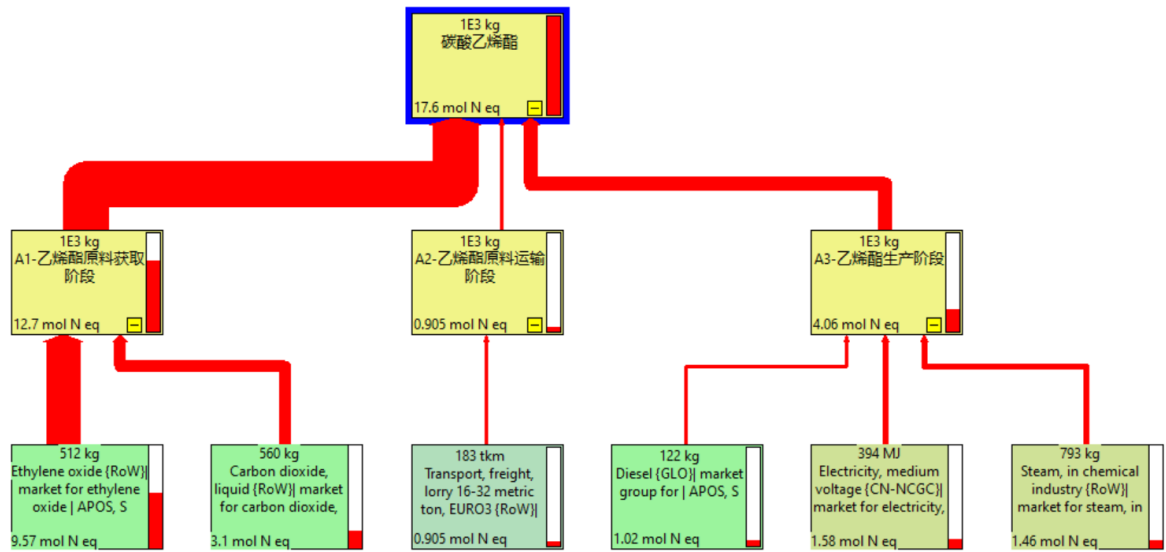 1E3 kg
碳酸乙烯酯
17.6 mol N eq
1E3 kg
A1-乙烯酯原料获取
阶段
12.7 mol N eq
1E3 kg
A2-乙烯酯原料运输
阶段
0.905 mol N eq
1E3 kg
A3-乙烯酯生产阶段
4.06 mol N eq
512 kg
Ethylene oxide {RoW}|
market for ethylene
oxide | APOS, S
9.57 mol N eq
560 kg
Carbon dioxide,
liquid {RoW}| market
for carbon dioxide,
3.1 mol N eq
183 tkm
Transport, freight,
lorry 16-32 metric
ton, EURO3 {RoW}|
0.905 mol N eq
122 kg
Diesel {GLO}| market
group for | APOS, S
1.02 mol N eq
394 MJ
Electricity, medium
voltage {CN-NCGC}|
market for electricity,
1.58 mol N eq
793 kg
Steam, in chemical
industry {RoW}|
market for steam, in
1.46 mol N eq